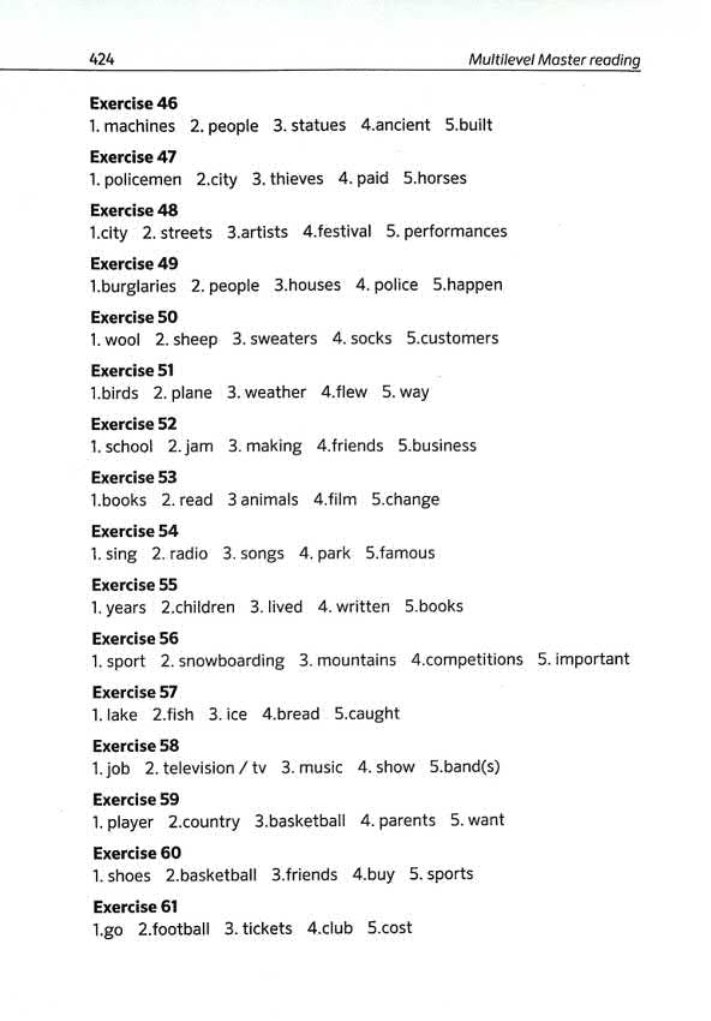 424
Multilevel Master reading
Exercise 46
1. machines 2. people 3. statues 4.ancient 5.built
Exercise 47
1. policemen 2.city 3. thieves 4. paid 5.horses
Exercise 48
1.city 2. streets 3.artists 4.festival 5. performances
Exercise 49
1.burglaries 2. people 3.houses 4. police 5.happen
Exercise 50
1. wool 2. sheep 3. sweaters 4. socks 5.customers
Exercise 51
1.birds 2. plane 3. weather 4.flew 5. way
Exercise 52
1. school 2. jam 3. making 4.friends 5.business
Exercise 53
1.books 2. read 3 animals 4.film 5.change
Exercise 54
1. sing 2. radio 3. songs 4. park 5.famous
Exercise 55
1. years 2.children 3. lived 4. written 5.books
Exercise 56
1. sport 2. snowboarding 3. mountains 4.competitions 5. important
Exercise 57
1. lake 2.fish 3. ice 4.bread 5.caught
Exercise 58
1. job 2. television / tv 3. music 4. show 5.band(s)
Exercise 59
1. player 2.country 3.basketball 4. parents 5. want
Exercise 60
1. shoes 2.basketball 3.friends 4.buy 5. sports
Exercise 61
1.go 2.football 3. tickets 4.club 5.cost